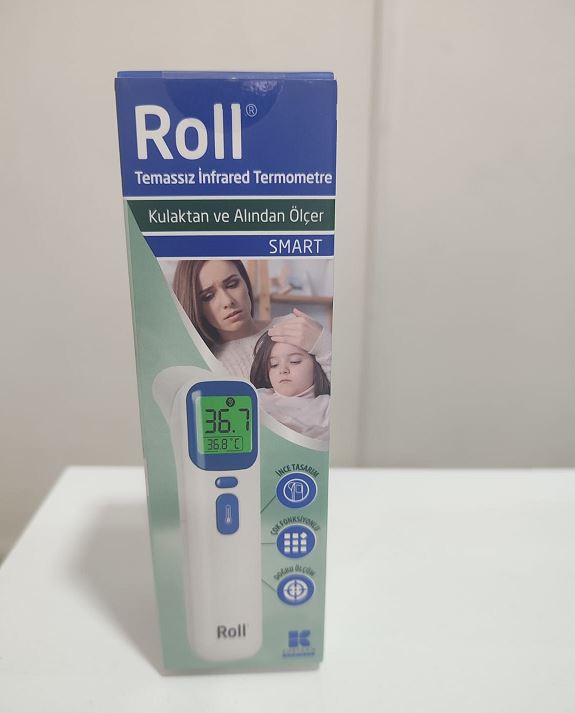 Roll®
Temassız İnfrared Termometre
Kulaktan ve Alından Ölçer
SMART
36.7
36.8°C
İNCE TASARIM
ÇOK FONKSİYONLU
DOĞRU ÖLÇÜM
Roll
K